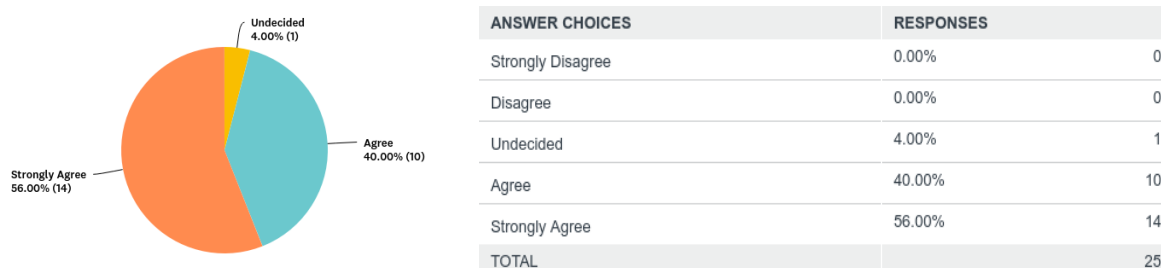 Undecided
4.00% (1)
Agree
40.00% (10)
Strongly Agree
56.00% (14)
ANSWER CHOICES RESPONSES
Strongly Disagree 0.00% 0
Disagree 0.00% 0
Undecided 4.00% 1
Agree 40.00% 10
Strongly Agree 56.00% 14
TOTAL 25